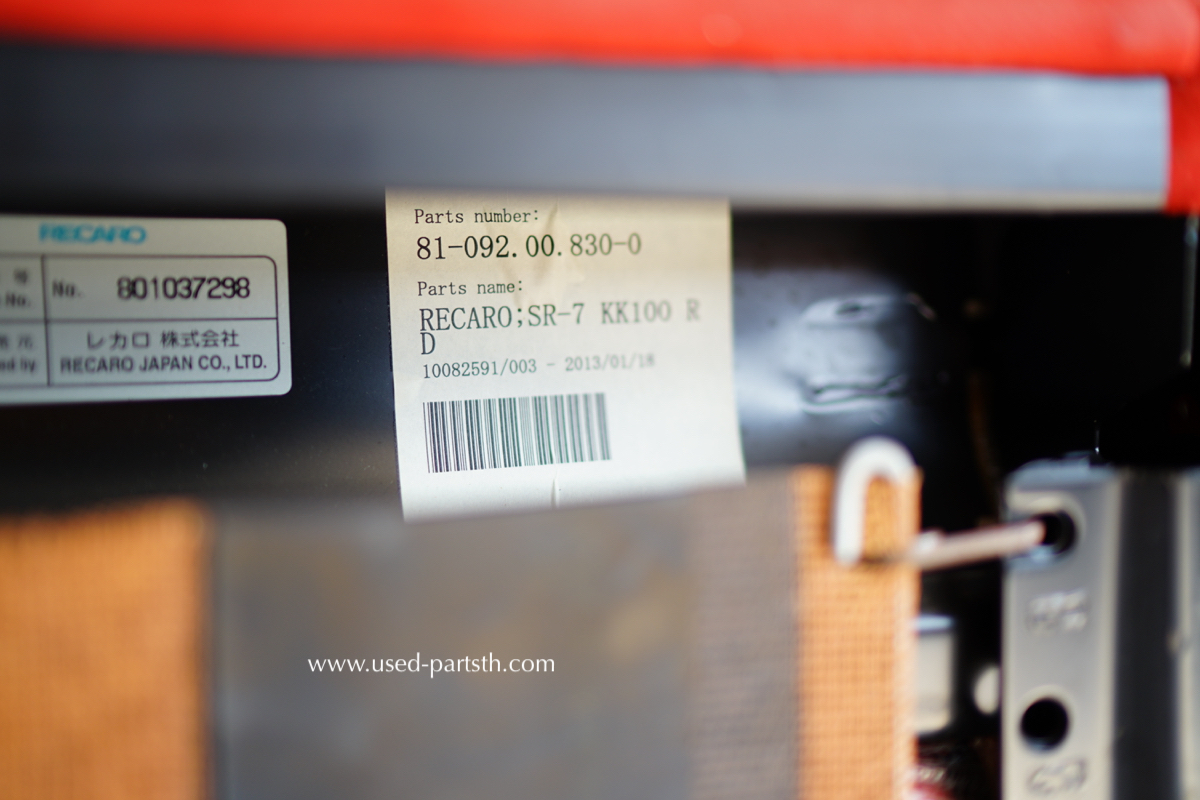 RECARO
No. 801037298
レカロ 株式会社
RECARO JAPAN CO., LTD.
Parts number:
81-092.00.830-0
Parts name:
RECARO;SR-7 KK100 R
D
10082591/003 - 2013/01/18
www.used-partsth.com